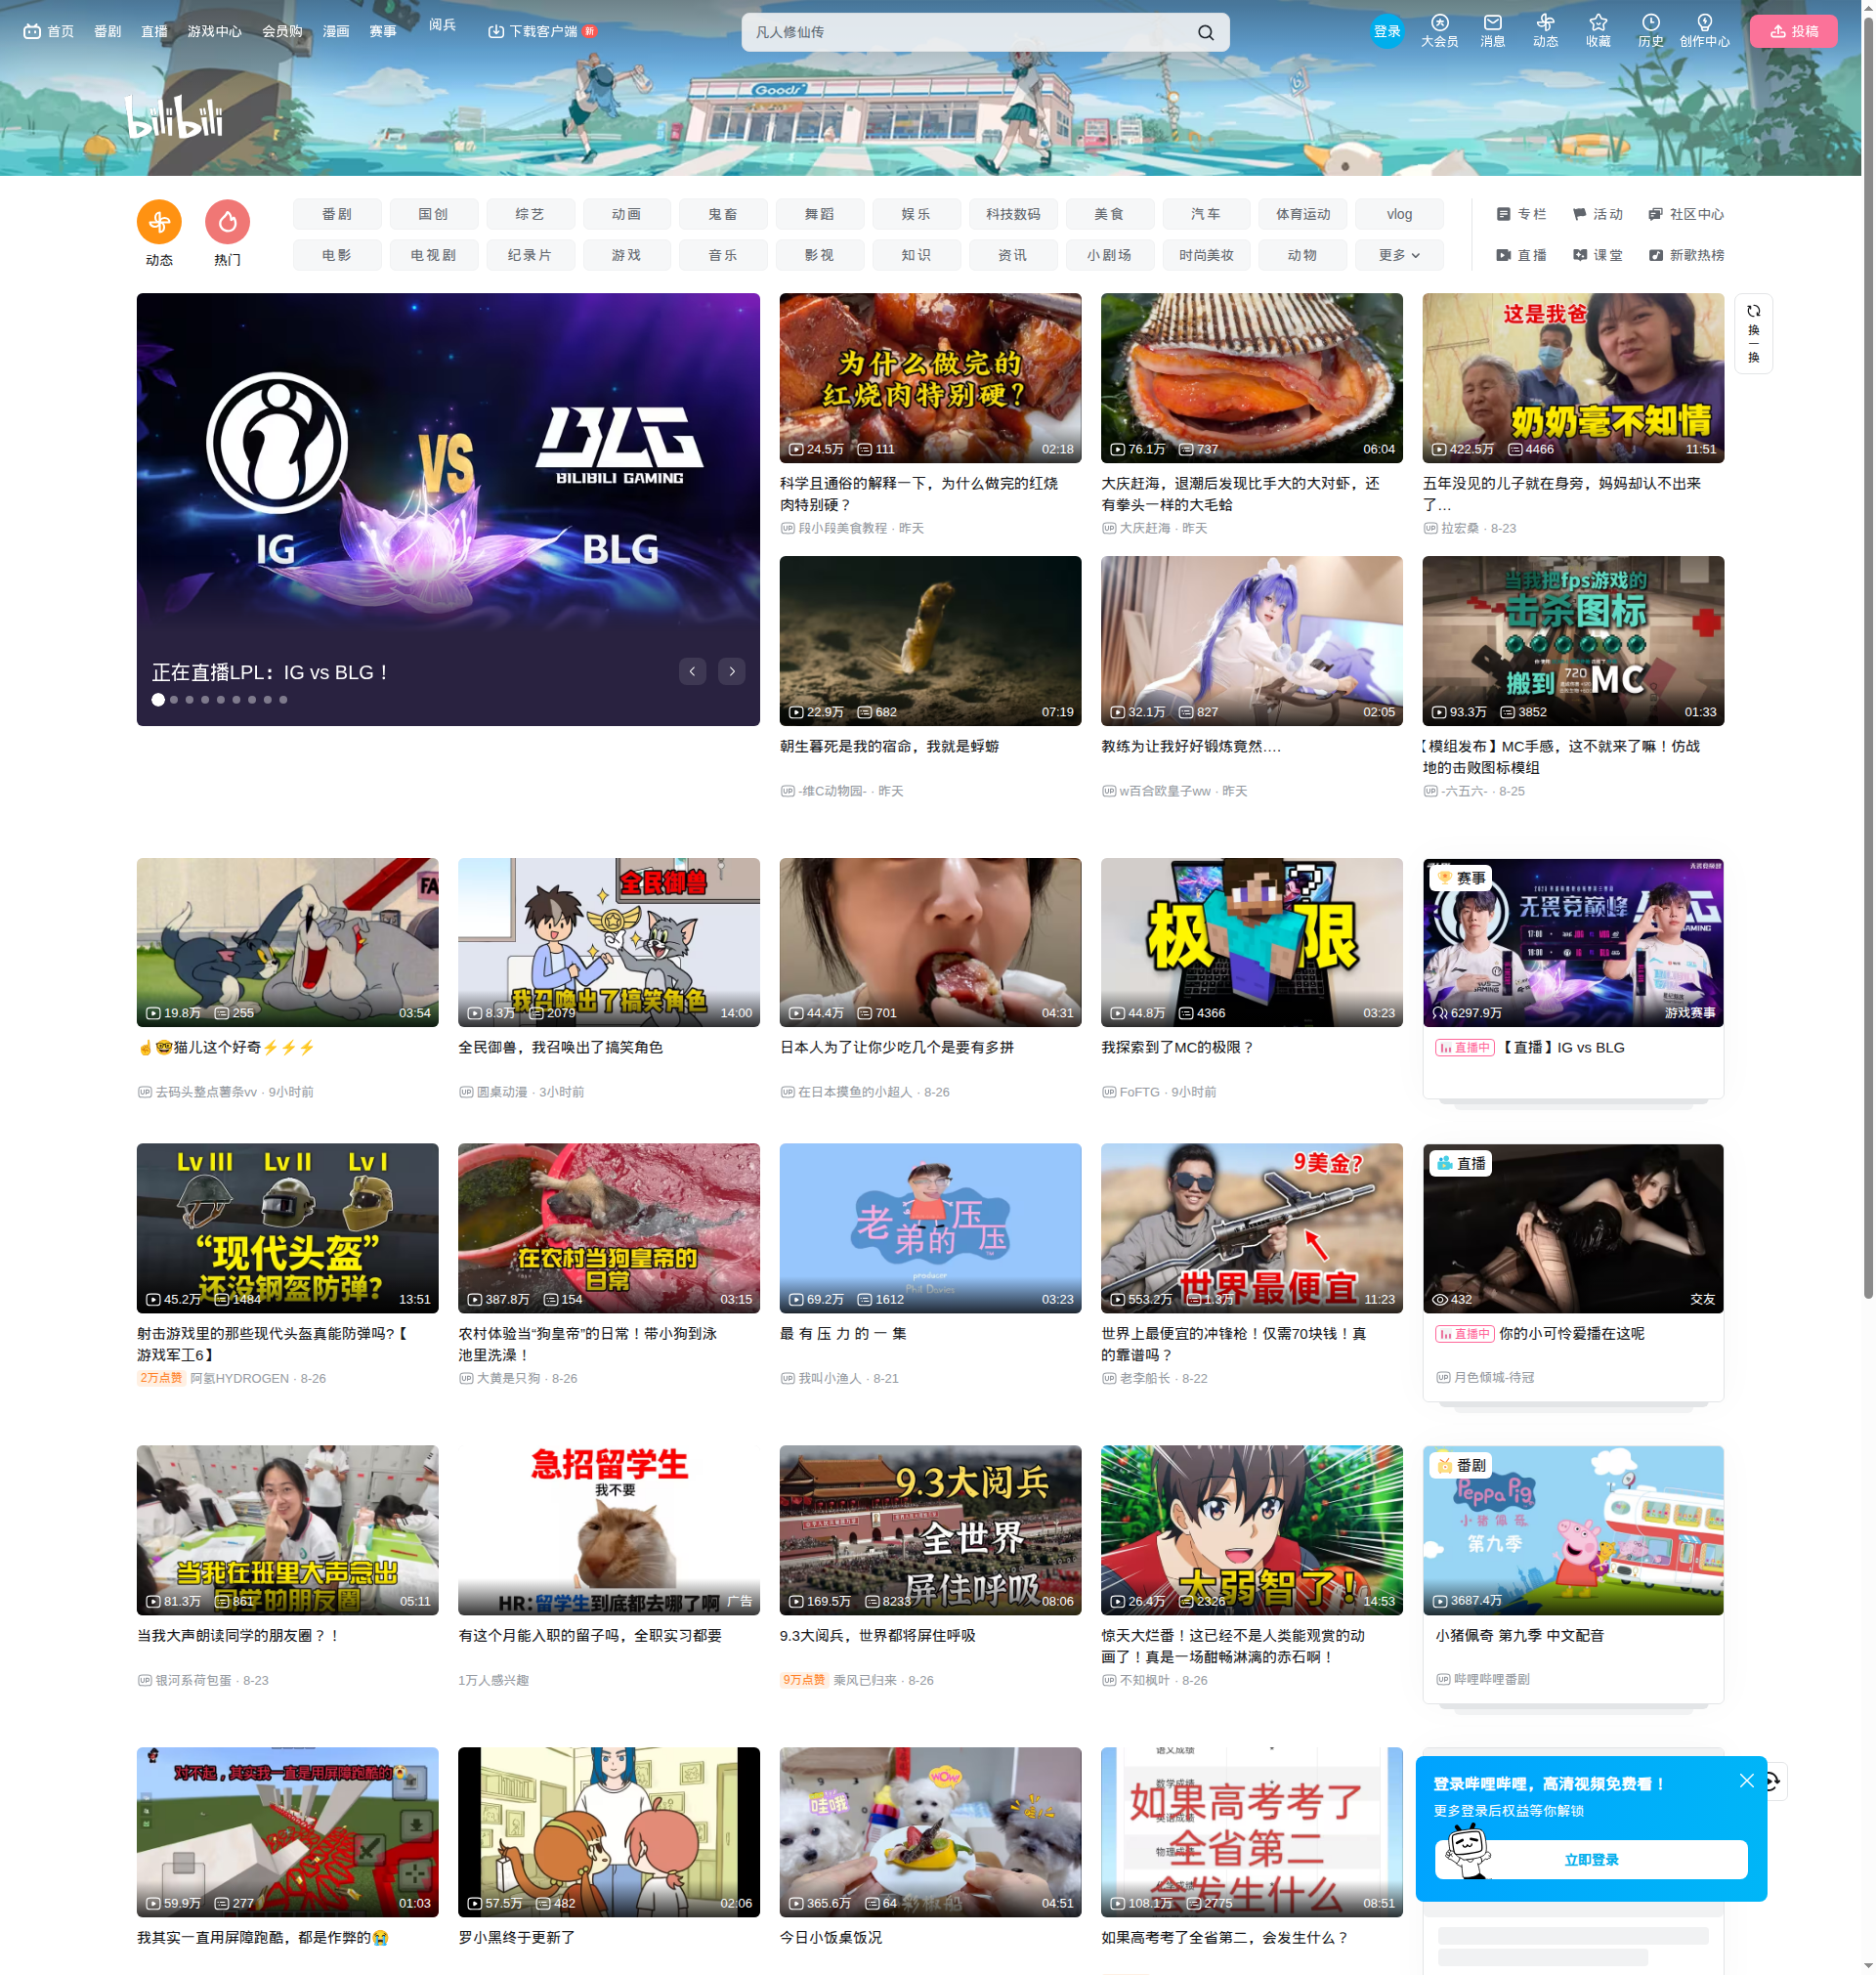 首页 番剧 直播 游戏中心 会员购 漫画 赛事 阅兵 下载客户端 新
凡人修仙传
登录 大会员 消息 动态 收藏 历史 创作中心 投稿
Goods
bilibili
动态 热门
番剧 国创 综艺 动画 鬼畜 舞蹈 娱乐 科技数码 美食 汽车 体育运动 vlog
电影 电视剧 纪录片 游戏 音乐 影视 知识 资讯 小剧场 时尚美妆 动物 更多
专栏 活动 社区中心
直播 课堂 新歌热榜
VS
BLG
BILIBILI GAMING
IG BLG
正在直播LPL：IG vs BLG！
为什么做完的
红烧肉特别硬？
24.5万 111 02:18
科学且通俗的解释一下，为什么做完的红烧
肉特别硬？
UP 段小段美食教程 · 昨天
76.1万 737 06:04
大庆赶海，退潮后发现比手大的大对虾，还
有拳头一样的大毛蛤
UP 大庆赶海 · 昨天
这是我爸
奶奶毫不知情
422.5万 4466 11:51
五年没见的儿子就在身旁，妈妈却认不出来
了…
UP 拉宏桑 · 8-23
换一换
22.9万 682 07:19
朝生暮死是我的宿命，我就是蜉蝣
UP -维C动物园- · 昨天
32.1万 827 02:05
教练为让我好好锻炼竟然....
UP w百合欧皇子ww · 昨天
当我把fps游戏的
击杀图标
搬到 720 MC
93.3万 3852 01:33
【模组发布】MC手感，这不就来了嘛！仿战
地的击败图标模组
UP -六五六- · 8-25
FA
19.8万 255 03:54
☝🤓猫儿这个好奇⚡⚡⚡
UP 去码头整点薯条vv · 9小时前
全民御兽
我召唤出了搞笑角色
8.3万 2079 14:00
全民御兽，我召唤出了搞笑角色
UP 圆桌动漫 · 3小时前
44.4万 701 04:31
日本人为了让你少吃几个是要有多拼
UP 在日本摸鱼的小超人 · 8-26
极限
44.8万 4366 03:23
我探索到了MC的极限？
UP FoFTG · 9小时前
赛事
无畏竞巅峰
17:00
19:00
6297.9万 游戏赛事
直播中 【直播】IG vs BLG
Lv III Lv II Lv I
“现代头盔”
还没钢盔防弹?
45.2万 1484 13:51
射击游戏里的那些现代头盔真能防弹吗?【
游戏军工6】
2万点赞 阿氢HYDROGEN · 8-26
在农村当狗皇帝的
日常
387.8万 154 03:15
农村体验当“狗皇帝”的日常！带小狗到泳
池里洗澡！
UP 大黄是只狗 · 8-26
老弟的压压
producer
Phil Davies
69.2万 1612 03:23
最 有 压 力 的 一 集
UP 我叫小渔人 · 8-21
9美金?
世界最便宜
553.2万 1.3万 11:23
世界上最便宜的冲锋枪！仅需70块钱！真
的靠谱吗？
UP 老李船长 · 8-22
直播
432 交友
直播中 你的小可怜爱播在这呢
UP 月色倾城-待冠
当我在班里大声念出
同学的朋友圈
81.3万 861 05:11
当我大声朗读同学的朋友圈？！
UP 银河系荷包蛋 · 8-23
急招留学生
我不要
HR:留学生到底都去哪了啊 广告
有这个月能入职的留子吗，全职实习都要
1万人感兴趣
9.3大阅兵
全世界
屏住呼吸
169.5万 8233 08:06
9.3大阅兵，世界都将屏住呼吸
9万点赞 乘风已归来 · 8-26
太弱智了!
26.4万 2326 14:53
惊天大烂番！这已经不是人类能观赏的动
画了！真是一场酣畅淋漓的赤石啊！
UP 不知枫叶 · 8-26
番剧
Peppa Pig
小猪佩奇
第九季
3687.4万
小猪佩奇 第九季 中文配音
UP 哔哩哔哩番剧
对不起，其实我一直是用屏障跑酷的
59.9万 277 01:03
我其实一直用屏障跑酷，都是作弊的😭
57.5万 482 02:06
罗小黑终于更新了
WOW
哇哦
365.6万 64 04:51
今日小饭桌饭况
语文成绩
数学成绩
英语成绩
物理成绩
如果高考考了
全省第二
会发生什么
108.1万 2775 08:51
如果高考考了全省第二，会发生什么？
登录哔哩哔哩，高清视频免费看！
更多登录后权益等你解锁
立即登录